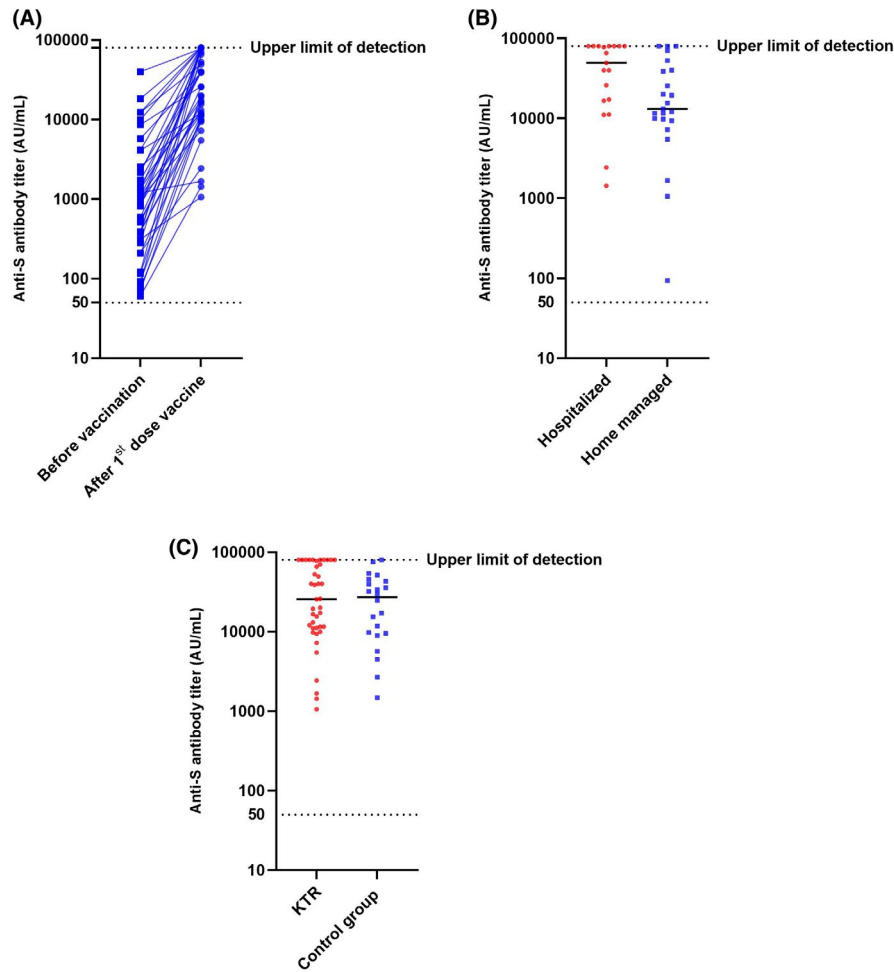 (A)
100000
10000
1000
100
50
10
Anti-S antibody titer (AU/mL)
Upper limit of detection
Before vaccination
After 1st dose vaccine
(B)
100000
10000
1000
100
50
10
Anti-S antibody titer (AU/mL)
Upper limit of detection
Hospitalized
Home managed
(C)
100000
10000
1000
100
50
10
Anti-S antibody titer (AU/mL)
Upper limit of detection
KTR
Control group